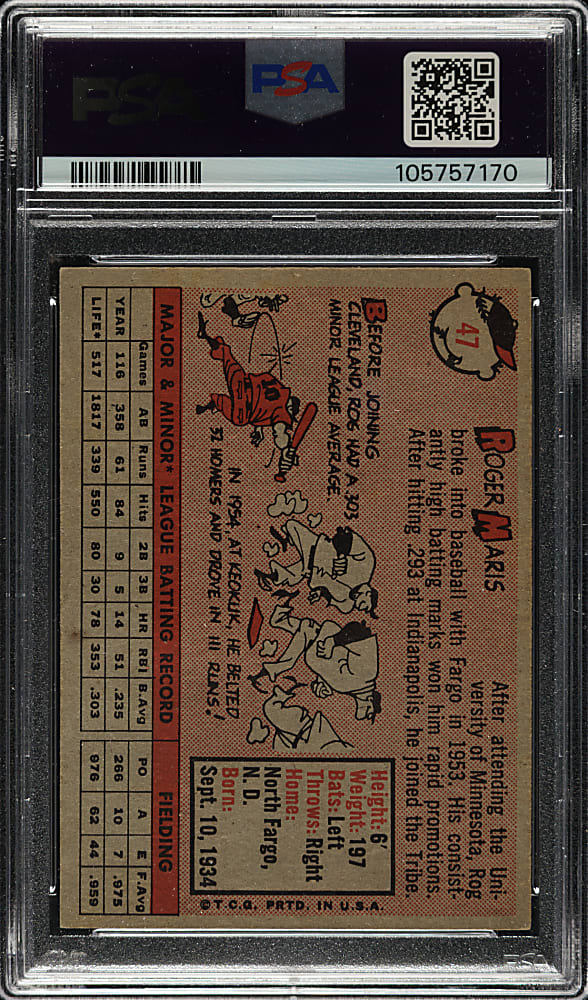 PSA
PSA
105757170
47
ROGER MARIS
After attending the Uni-
versity of Minnesota, Rog
broke into baseball with Fargo in 1953. His consist-
antly high batting marks won him rapid promotions.
After hitting .293 at Indianapolis, he joined the Tribe.
BEFORE JOINING
CLEVELAND, ROG HAD A .303
MINOR LEAGUE AVERAGE.
10
IN 1954, AT KEOKUK, HE BELTED
32 HOMERS AND DROVE IN 111 RUNS!
Height: 6'
Weight: 197
Bats: Left
Throws: Right
Home:
North Fargo,
N. D.
Born:
Sept. 10, 1934
©T.C.G. PRTD. IN U.S.A.
MAJOR & MINOR* LEAGUE BATTING RECORD FIELDING
Games AB Runs Hits 2B 3B HR RBI B.Avg PO A E F.Avg
YEAR 116 358 61 84 9 5 14 51 .235 266 10 7 .975
LIFE* 517 1817 339 550 80 30 78 353 .303 976 62 44 .959
PSA